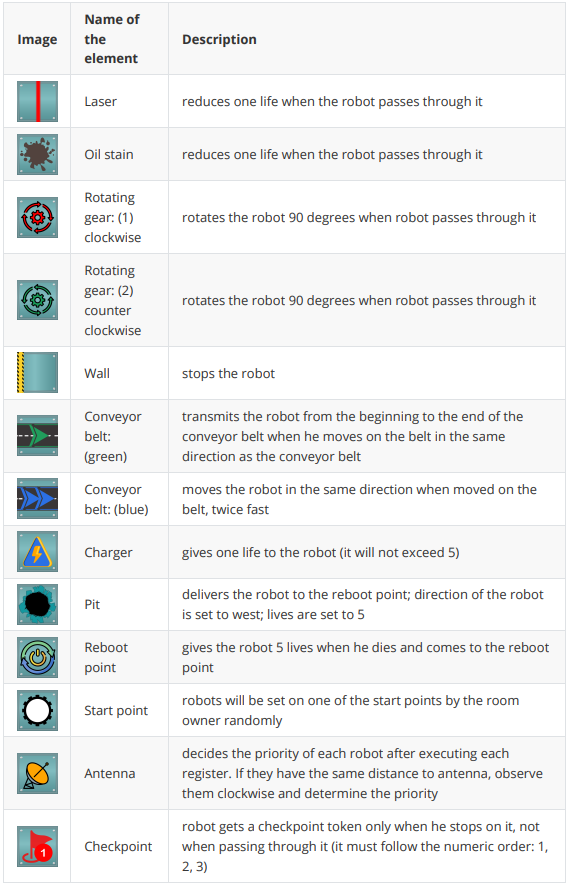 Image
Name of
the
element
Description
Laser
reduces one life when the robot passes through it
Oil stain
reduces one life when the robot passes through it
Rotating
gear: (1)
clockwise
rotates the robot 90 degrees when robot passes through it
Rotating
gear: (2)
counter
clockwise
rotates the robot 90 degrees when robot passes through it
Wall
stops the robot
Conveyor
belt:
(green)
transmits the robot from the beginning to the end of the
conveyor belt when he moves on the belt in the same
direction as the conveyor belt
Conveyor
belt: (blue)
moves the robot in the same direction when moved on the
belt, twice fast
Charger
gives one life to the robot (it will not exceed 5)
Pit
delivers the robot to the reboot point; direction of the robot
is set to west; lives are set to 5
Reboot
point
gives the robot 5 lives when he dies and comes to the reboot
point
Start point
robots will be set on one of the start points by the room
owner randomly
Antenna
decides the priority of each robot after executing each
register. If they have the same distance to antenna, observe
them clockwise and determine the priority
1
Checkpoint
robot gets a checkpoint token only when he stops on it, not
when passing through it (it must follow the numeric order: 1,
2, 3)